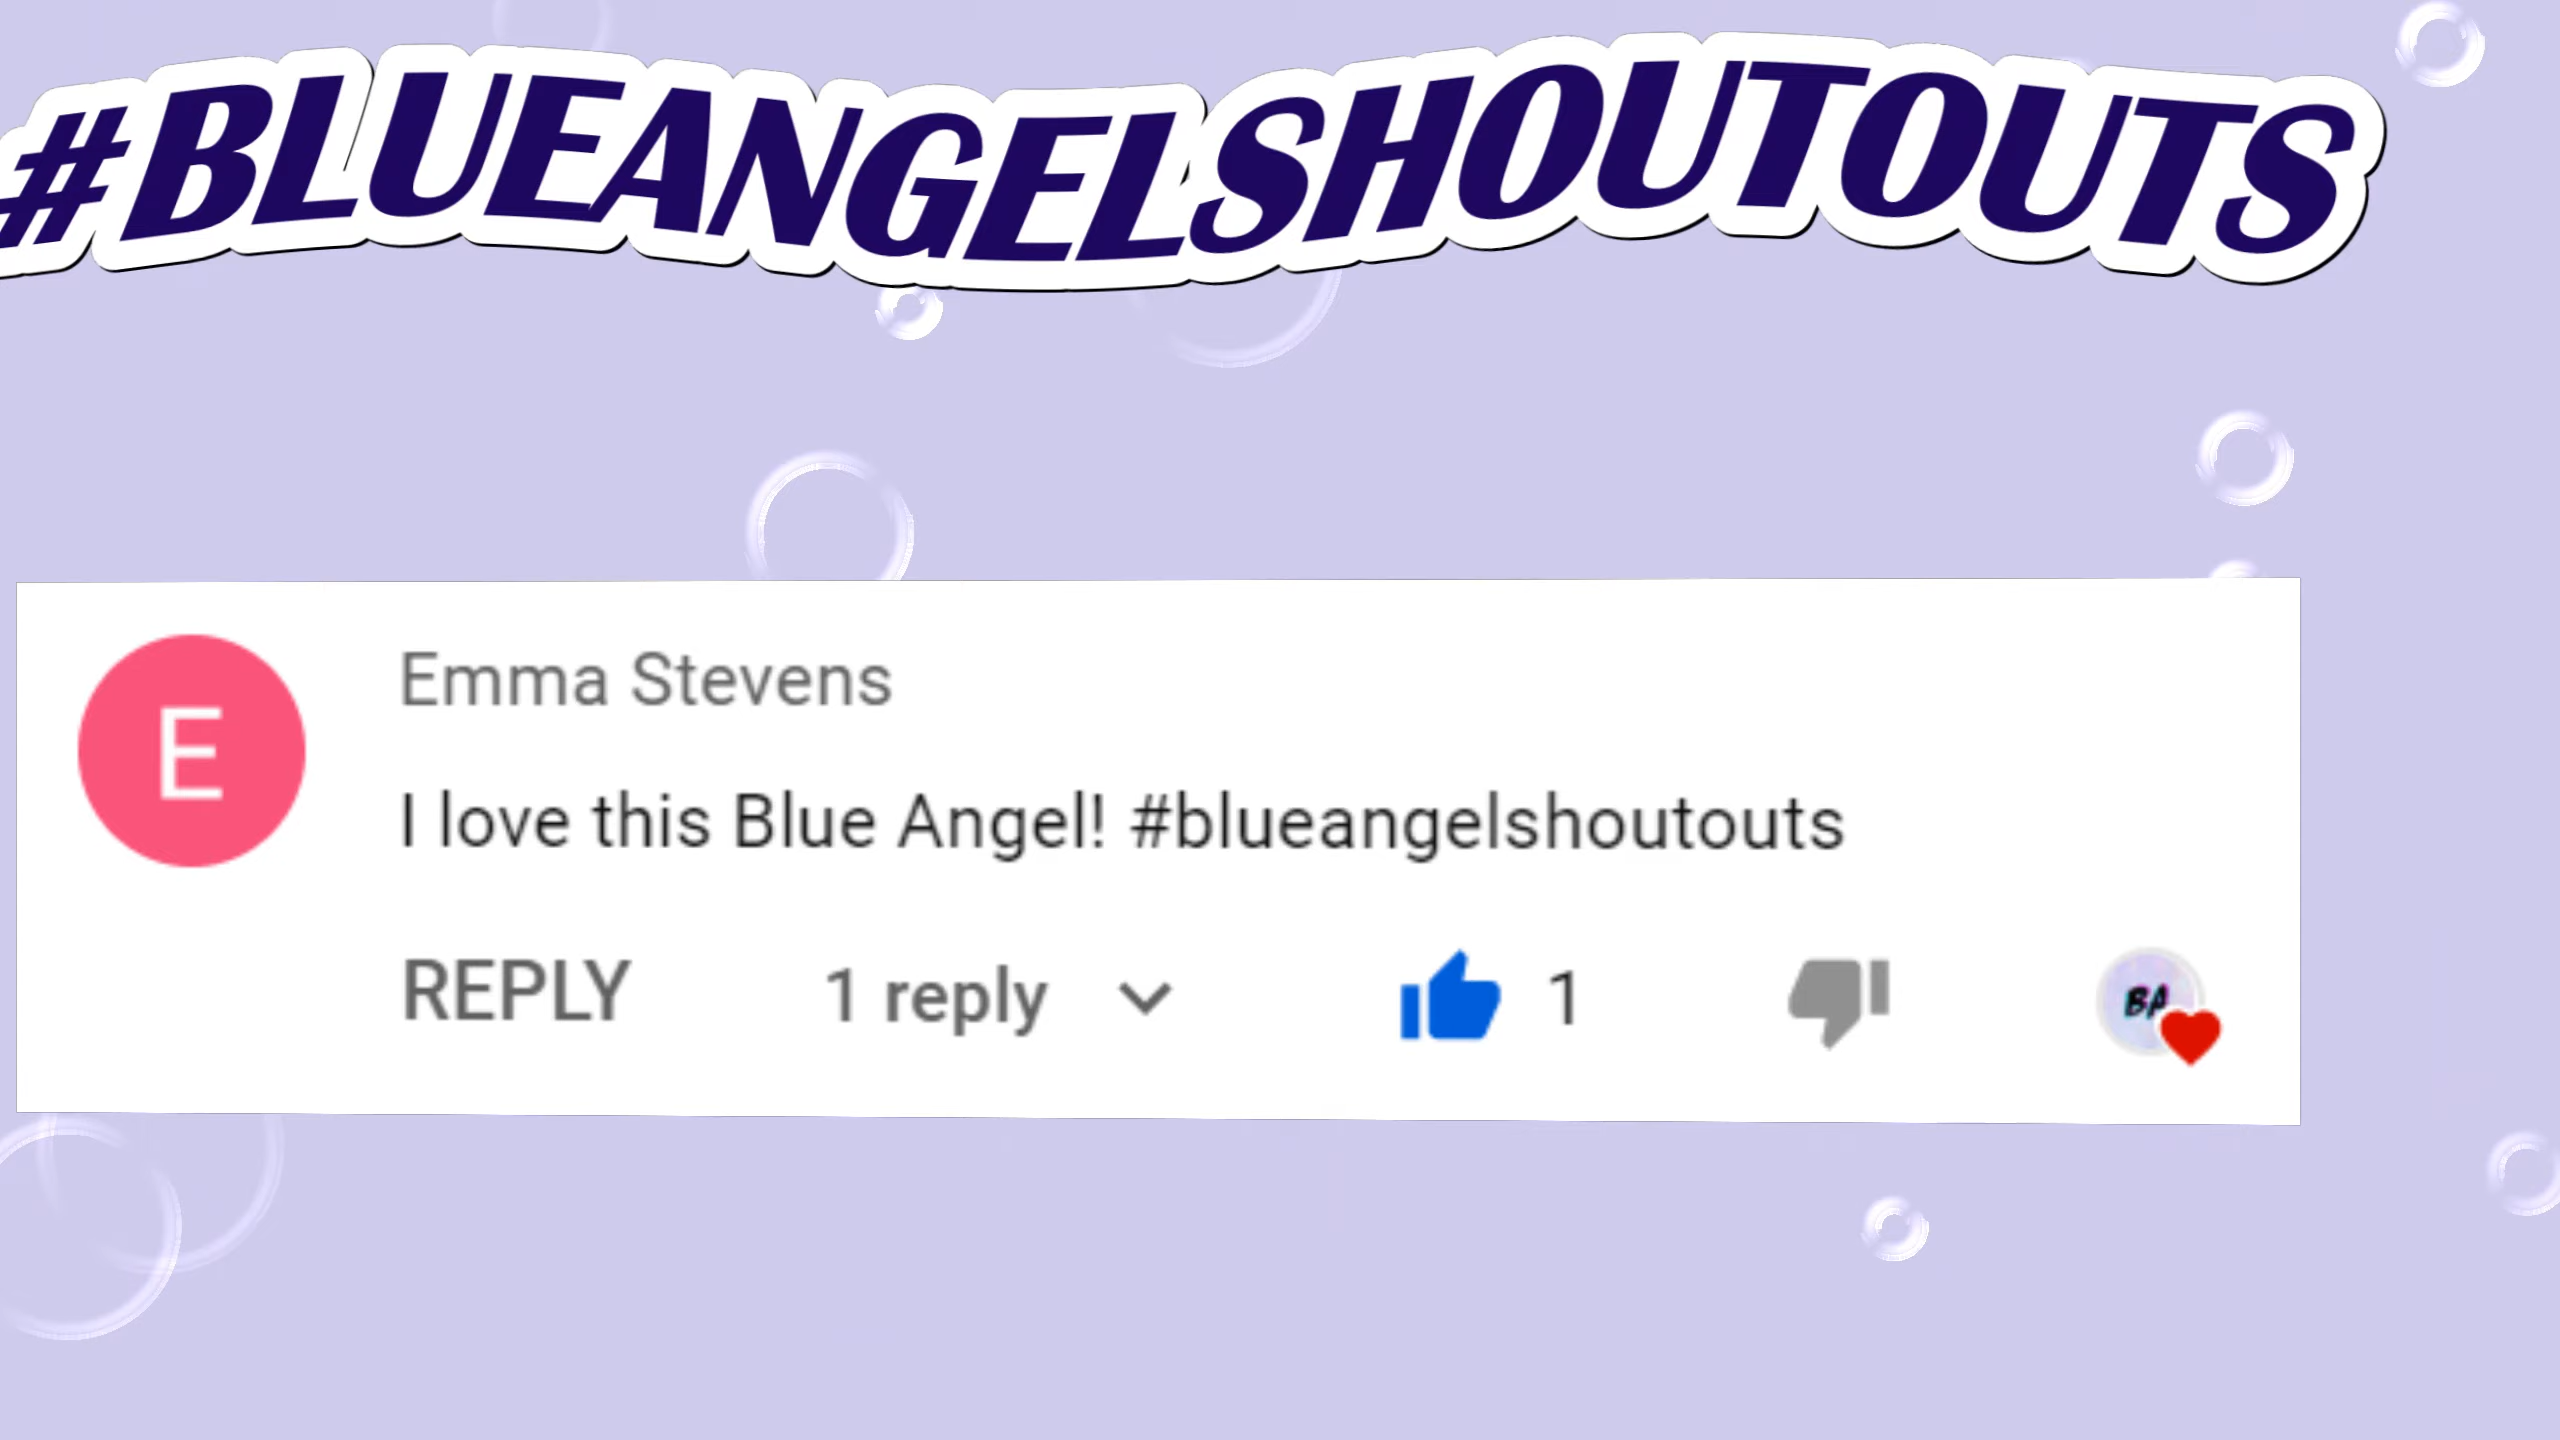 #BLUEANGELSHOUTOUTS
E
Emma Stevens
I love this Blue Angel! #blueangelshoutouts
REPLY 1 reply 1
BA